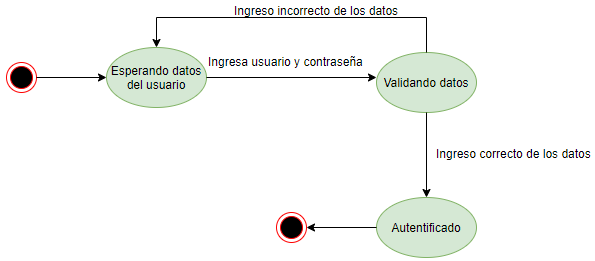 Ingreso incorrecto de los datos
Esperando datos
del usuario
Ingresa usuario y contraseña
Validando datos
Ingreso correcto de los datos
Autentificado